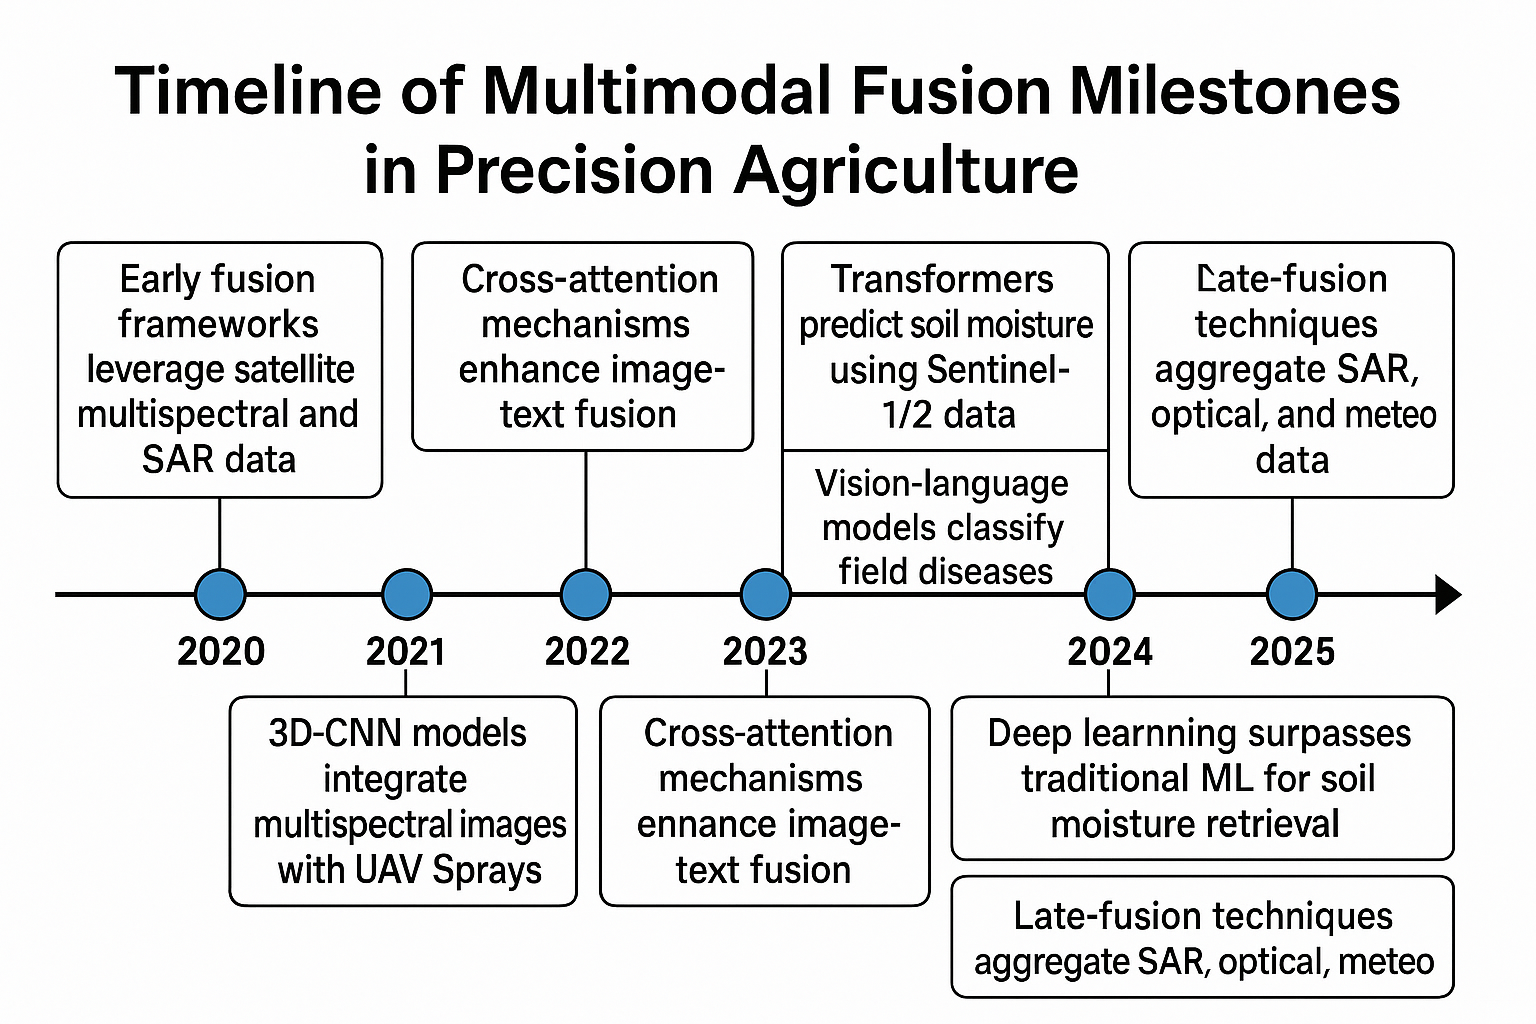 Timeline of Multimodal Fusion Milestones
in Precision Agriculture
Early fusion
frameworks
leverage satellite
multispectral and
SAR data
Cross-attention
mechanisms
enhance image-
text fusion
Transformers
predict soil moisture
using Sentinel-
1/2 data
Vision-language
models classify
field diseases
Late-fusion
techniques
aggregate SAR,
optical, and meteo
data
2020
2021
2022
2023
2024
2025
3D-CNN models
integrate
multispectral images
with UAV Sprays
Cross-attention
mechanisms
ennance image-
text fusion
Deep learnning surpasses
traditional ML for soil
moisture retrieval
Late-fusion techniques
aggregate SAR, optical, meteo